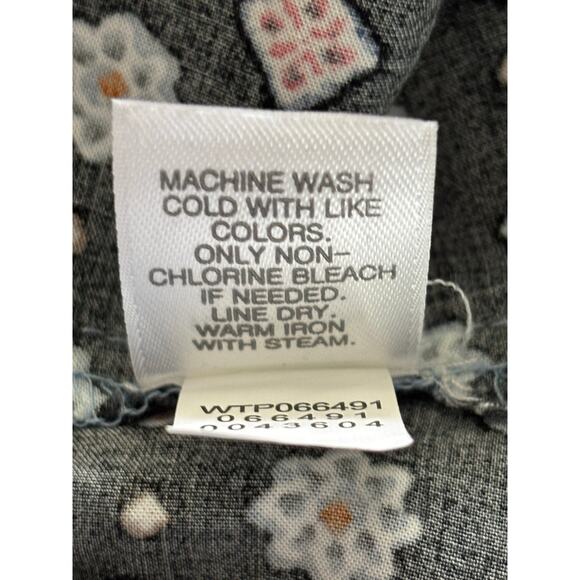 MACHINE WASH
COLD WITH LIKE
COLORS.
ONLY NON-
CHLORINE BLEACH
IF NEEDED.
LINE DRY.
WARM IRON
WITH STEAM.
WTP066491
066491
0043604